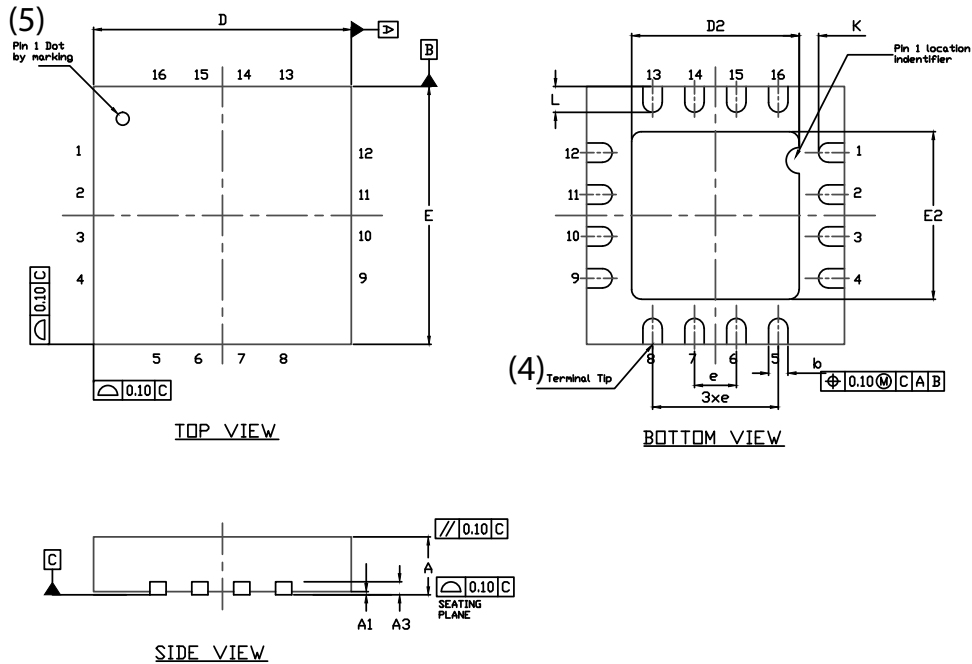 (5)
D
A
Pin 1 Dot
by marking
B
16 15 14 13
1
2
3
4
12
11
10
9
E
0.10 C
5 6 7 8
0.10 C
TOP VIEW
D2
K
Pin 1 location
indentifier
13 14 15 16
L
12
11
10
9
1
2
3
4
E2
8 7 6 5
(4) Terminal Tip
e
3xe
b
⌖ 0.10 Ⓜ C A B
BOTTOM VIEW
// 0.10 C
C
A
⌓ 0.10 C
SEATING
PLANE
A1 A3
SIDE VIEW